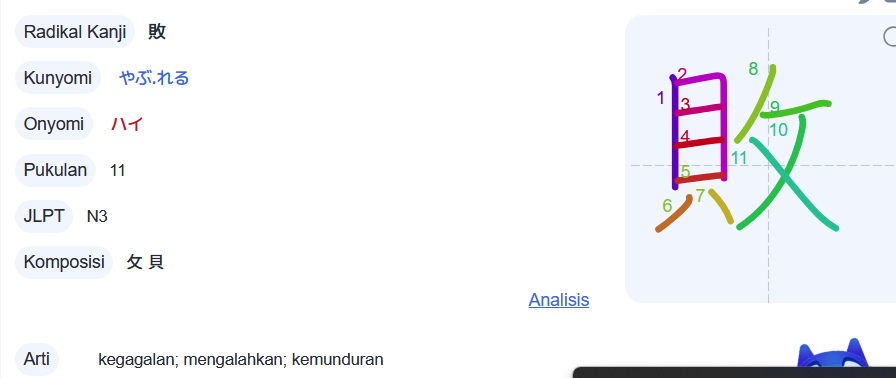 Radikal Kanji 敗
Kunyomi やぶ.れる
Onyomi ハイ
Pukulan 11
JLPT N3
Komposisi 攵 貝
Analisis
Arti kegagalan; mengalahkan; kemunduran
1
2
3
4
5
6
7
8
9
10
11
敗